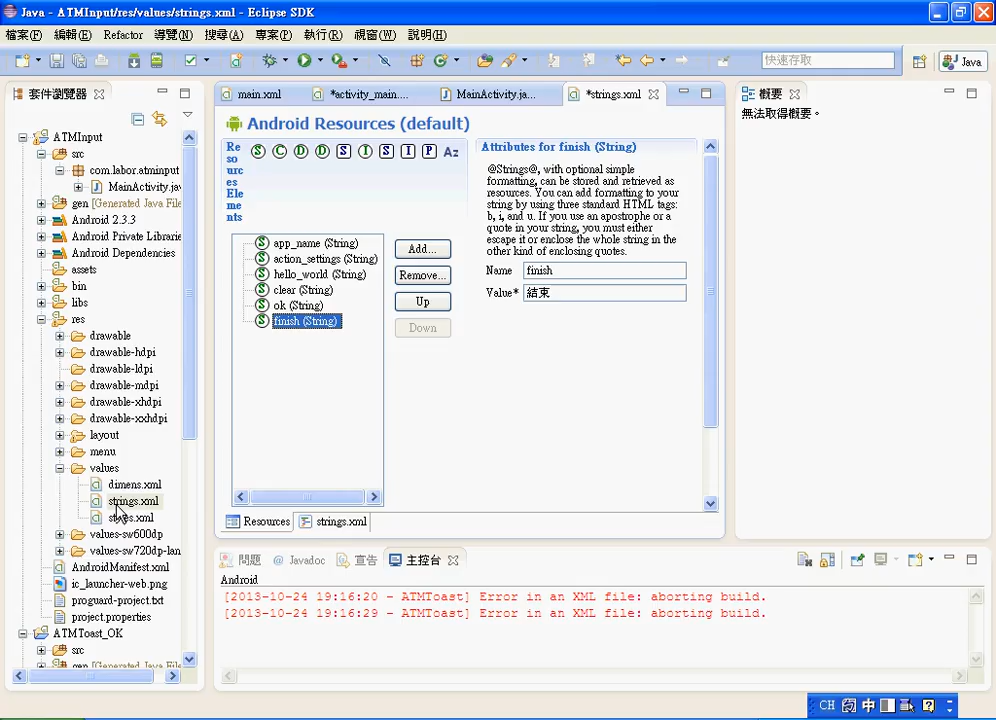 Java - ATMInput/res/values/strings.xml - Eclipse SDK
檔案(F) 編輯(E) Refactor 導覽(N) 搜尋(A) 專案(P) 執行(R) 視窗(W) 說明(H)
快速存取
Java
套件瀏覽器
ATMInput
src
com.labor.atminput
MainActivity.jav
gen [Generated Java File
Android 2.3.3
Android Private Librarie
Android Dependencies
assets
bin
libs
res
drawable
drawable-hdpi
drawable-ldpi
drawable-mdpi
drawable-xhdpi
drawable-xxhdpi
layout
menu
values
dimens.xml
strings.xml
values-sw600dp
values-sw720dp-lan
AndroidManifest.xml
ic_launcher-web.png
proguard-project.txt
project.properties
ATMToast_OK
src
gen [Generated Java Fil
main.xml
*activity_main....
MainActivity.ja...
*strings.xml
Android Resources (default)
Resources Elements
S C D D S I S I P Az
app_name (String)
action_settings (String)
hello_world (String)
clear (String)
ok (String)
finish (String)
Add...
Remove...
Up
Down
Attributes for finish (String)
@Strings@, with optional simple
formatting, can be stored and retrieved as
resources. You can add formatting to your
string by using three standard HTML tags:
b, i, and u. If you use an apostrophe or a
quote in your string, you must either
escape it or enclose the whole string in the
other kind of enclosing quotes.
Name finish
Value* 結束
Resources strings.xml
概要
無法取得概要。
問題 @ Javadoc 宣告 主控台
Android
[2013-10-24 19:16:20 - ATMToast] Error in an XML file: aborting build.
[2013-10-24 19:16:29 - ATMToast] Error in an XML file: aborting build.
CH 中